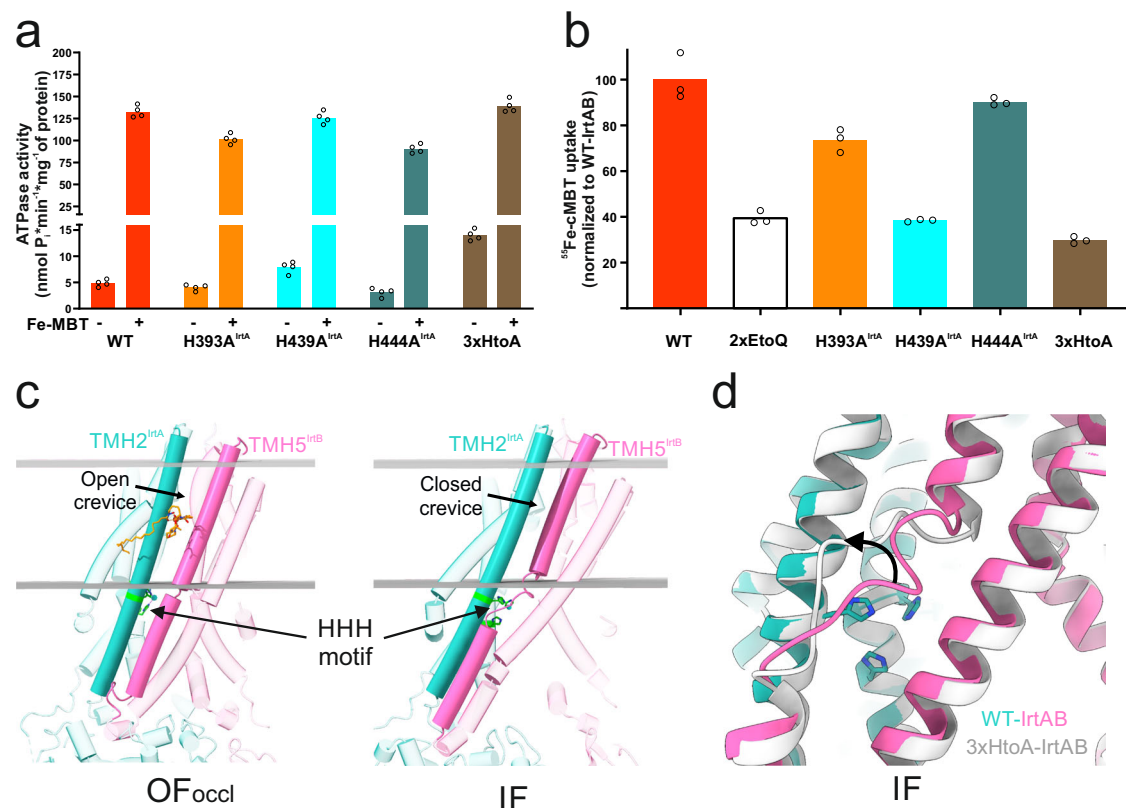 a
ATPase activity
(nmol Pi*min-1*mg-1 of protein)
200
175
150
125
100
75
50
25
15
10
5
0
Fe-MBT - + - + - + - + - +
WT H393AIrtA H439AIrtA H444AIrtA 3xHtoA
b
55Fe-cMBT uptake
(normalized to WT-IrtAB)
100
80
60
40
20
WT 2xEtoQ H393AIrtA H439AIrtA H444AIrtA 3xHtoA
c
TMH2IrtA
TMH5IrtB
Open
crevice
TMH2IrtA
TMH5IrtB
Closed
crevice
HHH
motif
OFoccl
IF
d
WT-IrtAB
3xHtoA-IrtAB
IF